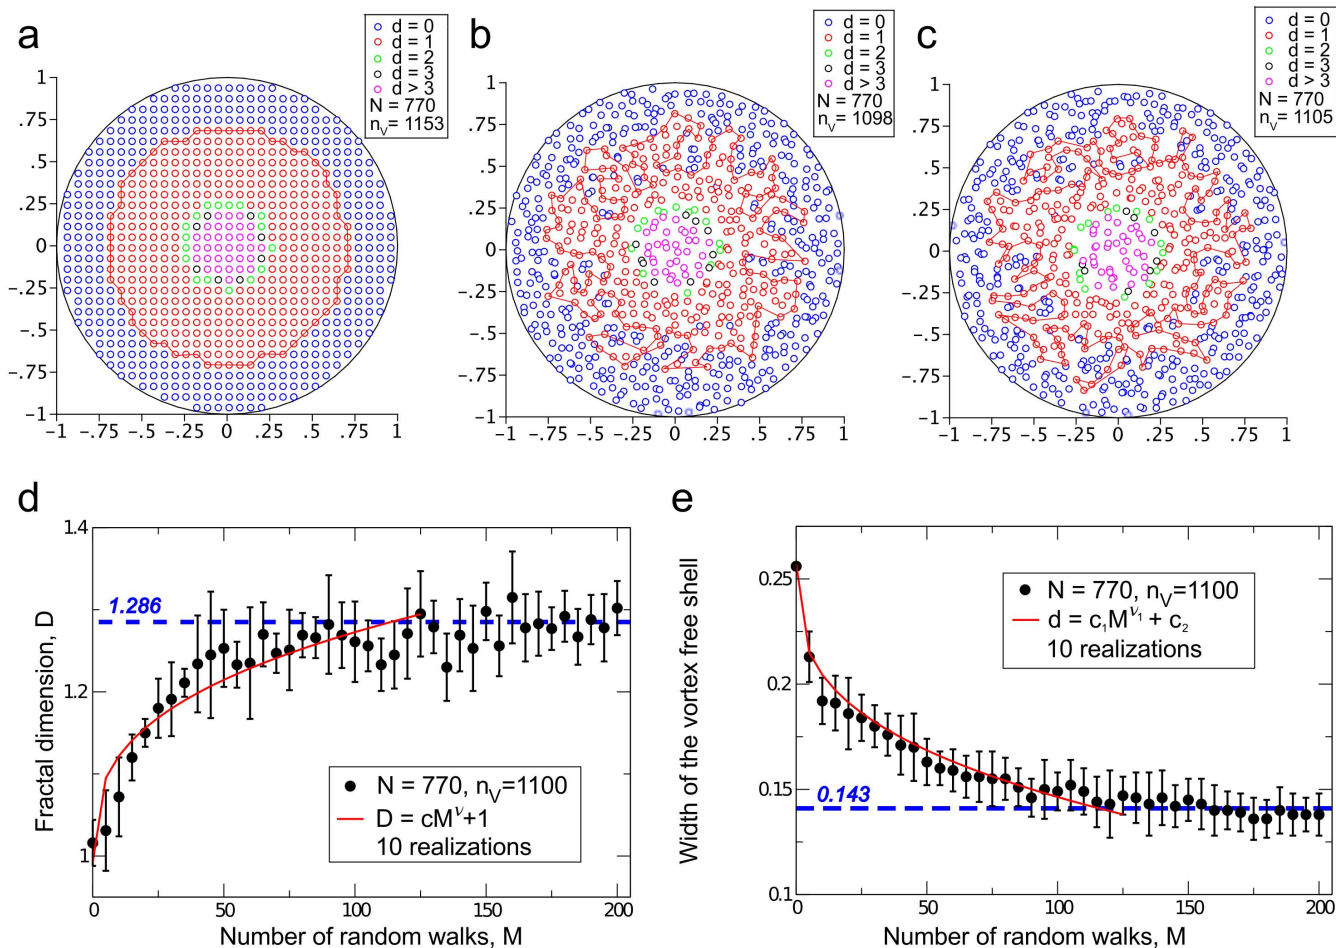 a
d = 0
d = 1
d = 2
d = 3
d > 3
N = 770
nᵥ = 1153
1
.75
.5
.25
0
−.25
−.5
−.75
−1
−1 −.75 −.5 −.25 0 .25 .5 .75 1
b
d = 0
d = 1
d = 2
d = 3
d > 3
N = 770
nᵥ = 1098
1
.75
.5
.25
0
−.25
−.5
−.75
−1
−1 −.75 −.5 −.25 0 .25 .5 .75 1
c
d = 0
d = 1
d = 2
d = 3
d > 3
N = 770
nᵥ = 1105
1
.75
.5
.25
0
−.25
−.5
−.75
−1
−1 −.75 −.5 −.25 0 .25 .5 .75 1
d
Fractal dimension, D
1.4
1.2
1
1.286
N = 770, nᵥ=1100
D = cMᵛ+1
10 realizations
0 50 100 150 200
Number of random walks, M
e
Width of the vortex free shell
0.25
0.2
0.15
0.1
0.143
N = 770, nᵥ=1100
d = c₁M^ν₁ + c₂
10 realizations
0 50 100 150 200
Number of random walks, M